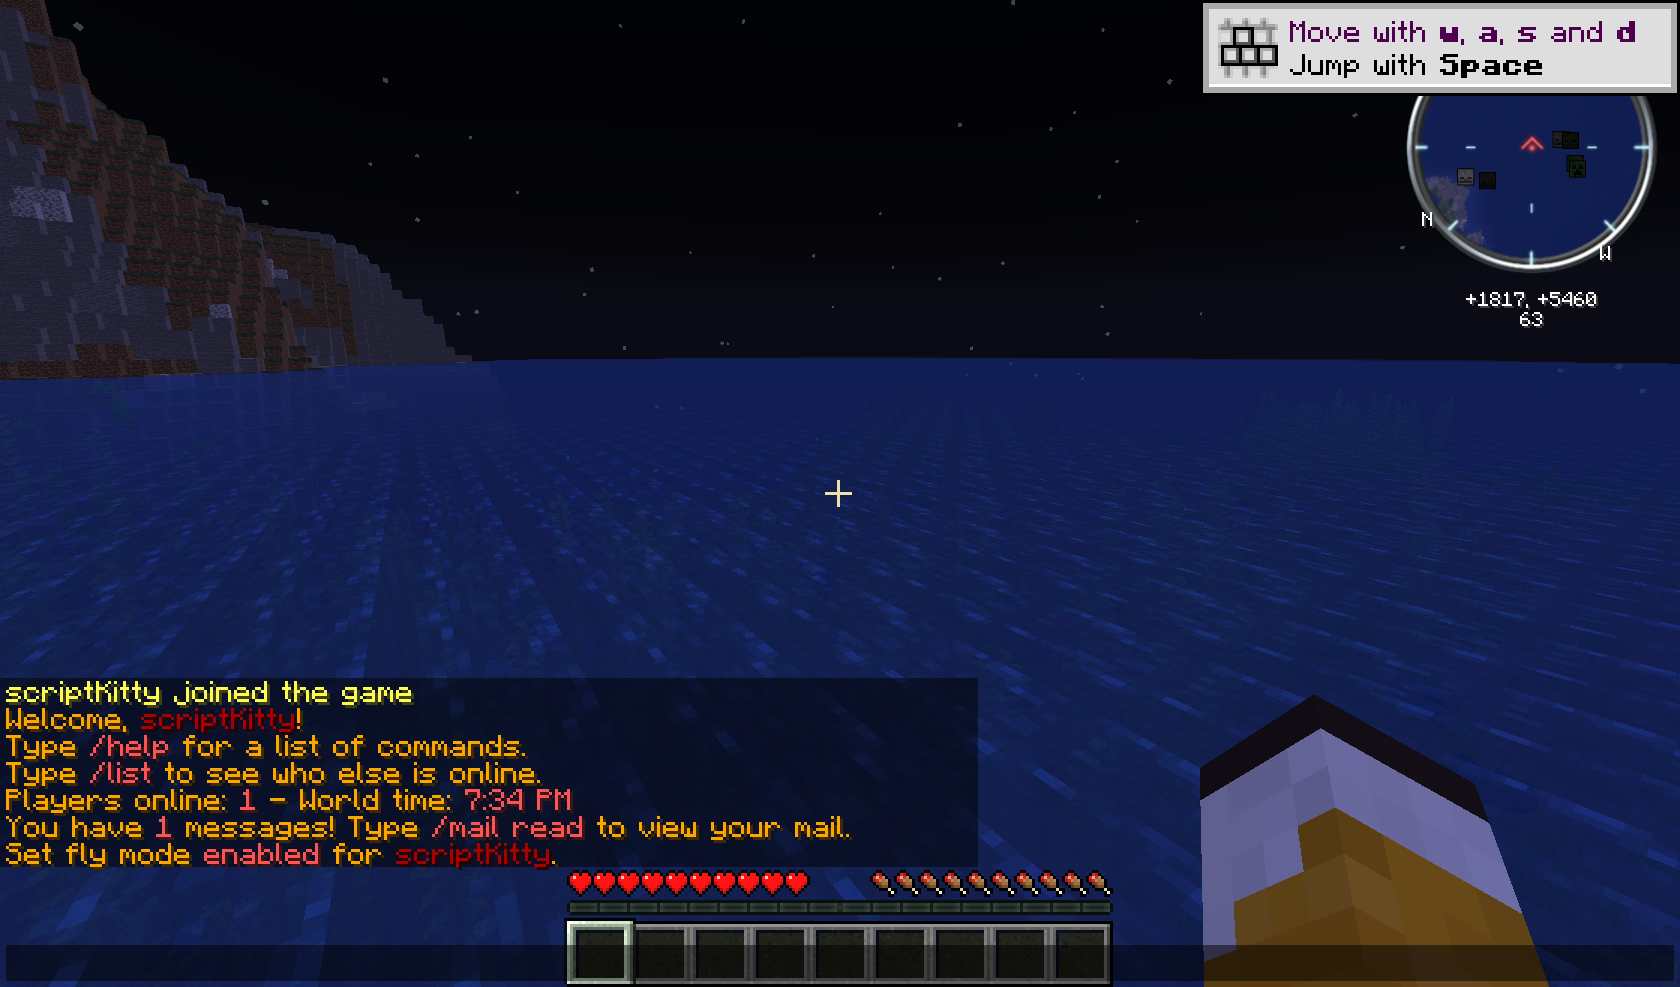 Move with w, a, s and d
Jump with Space
N
W
+1817, +5460
63
scriptKitty joined the game
Welcome, scriptKitty!
Type /help for a list of commands.
Type /list to see who else is online.
Players online: 1 - World time: 7:34 PM
You have 1 messages! Type /mail read to view your mail.
Set fly mode enabled for scriptKitty.